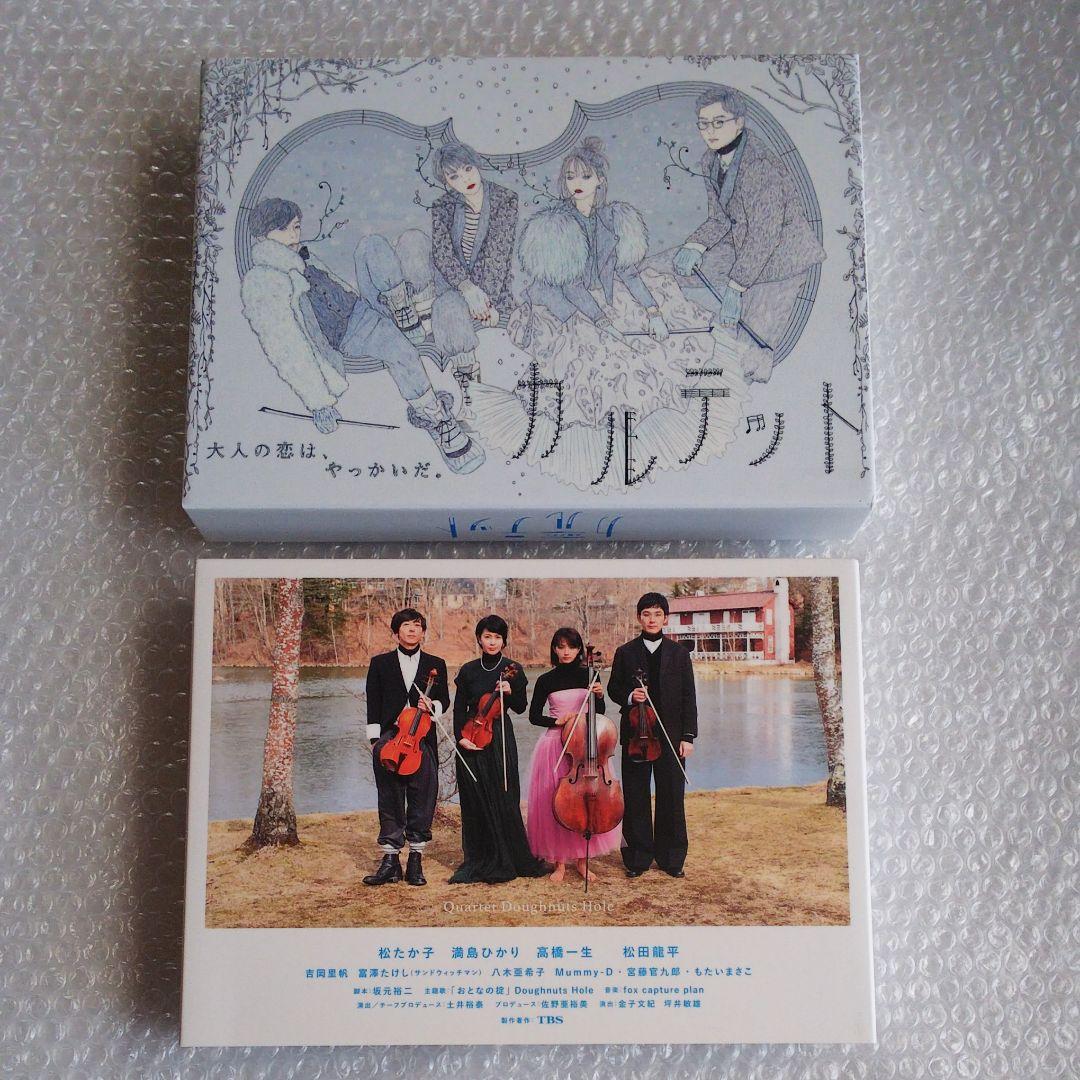 大人の恋は、
やっかいだ。
カルテット
カルテット
Quartet Doughnuts Hole
松たか子 満島ひかり 高橋一生 松田龍平
吉岡里帆 富澤たけし(サンドウィッチマン) 八木亜希子 Mummy-D・宮藤官九郎・もたいまさこ
脚本:坂元裕二 主題歌:「おとなの掟」Doughnuts Hole 音楽:fox capture plan
演出/チーフプロデュース:土井裕泰 プロデュース:佐野亜裕美 演出:金子文紀 坪井敏雄
製作著作:TBS